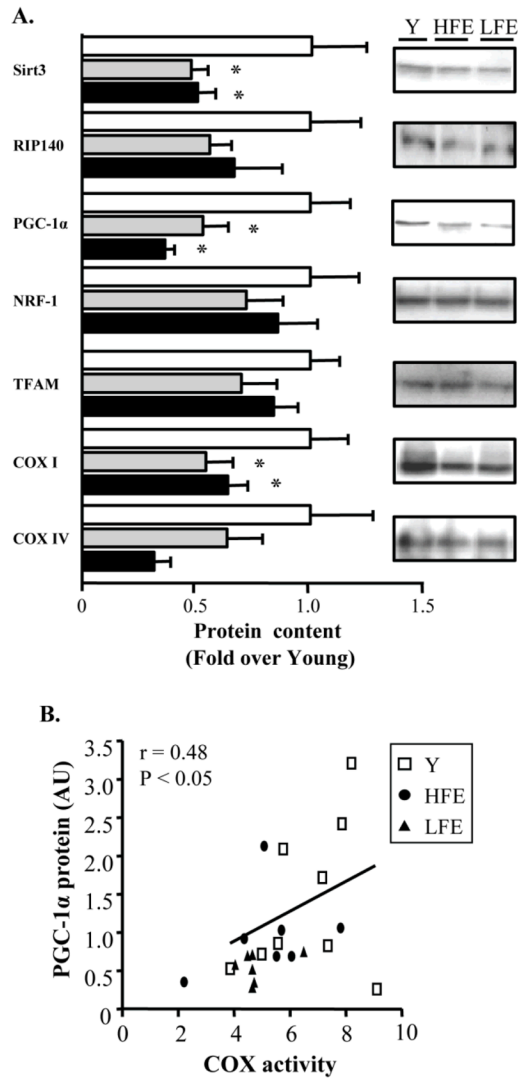 A.
Y HFE LFE
Sirt3
*
*
RIP140
PGC-1α
*
*
NRF-1
TFAM
COX I
*
*
COX IV
0 0.5 1.0 1.5
Protein content
(Fold over Young)
B.
r = 0.48
P < 0.05
Y
HFE
LFE
3.5
3.0
2.5
2.0
1.5
1.0
0.5
0
PGC-1α protein (AU)
0 2 4 6 8 10
COX activity